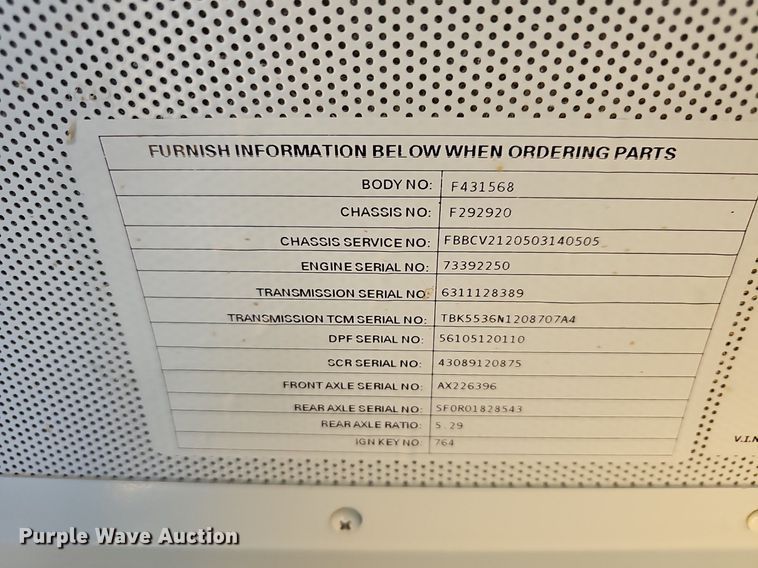 FURNISH INFORMATION BELOW WHEN ORDERING PARTS
BODY NO: F431568
CHASSIS NO: F292920
CHASSIS SERVICE NO: FBBCV2120503140505
ENGINE SERIAL NO: 73392250
TRANSMISSION SERIAL NO: 6311128389
TRANSMISSION TCM SERIAL NO: TBK5536N1208707A4
DPF SERIAL NO: 56105120110
SCR SERIAL NO: 43089120875
FRONT AXLE SERIAL NO: AX226396
REAR AXLE SERIAL NO: SF0R01828543
REAR AXLE RATIO: 5.29
IGN KEY NO: 764
V.I.N
Purple Wave Auction